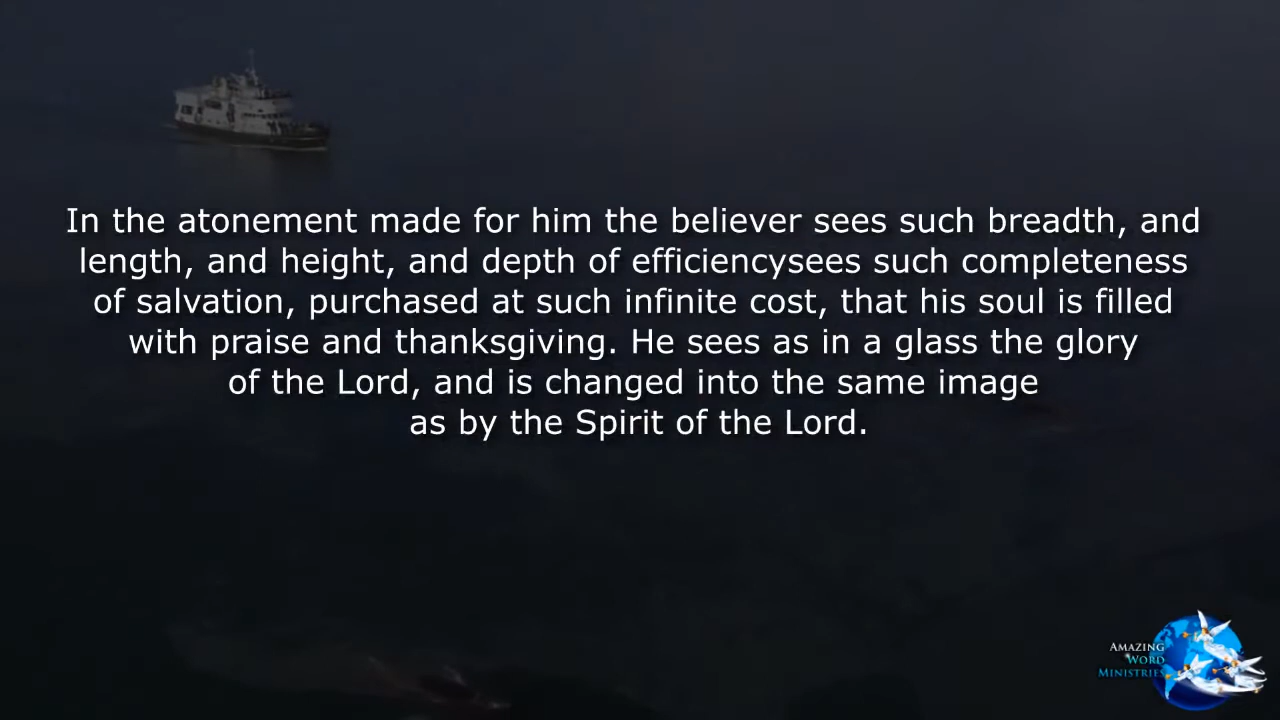 In the atonement made for him the believer sees such breadth, and
length, and height, and depth of efficiencysees such completeness
of salvation, purchased at such infinite cost, that his soul is filled
with praise and thanksgiving. He sees as in a glass the glory
of the Lord, and is changed into the same image
as by the Spirit of the Lord.
AMAZING
WORD
MINISTRIES